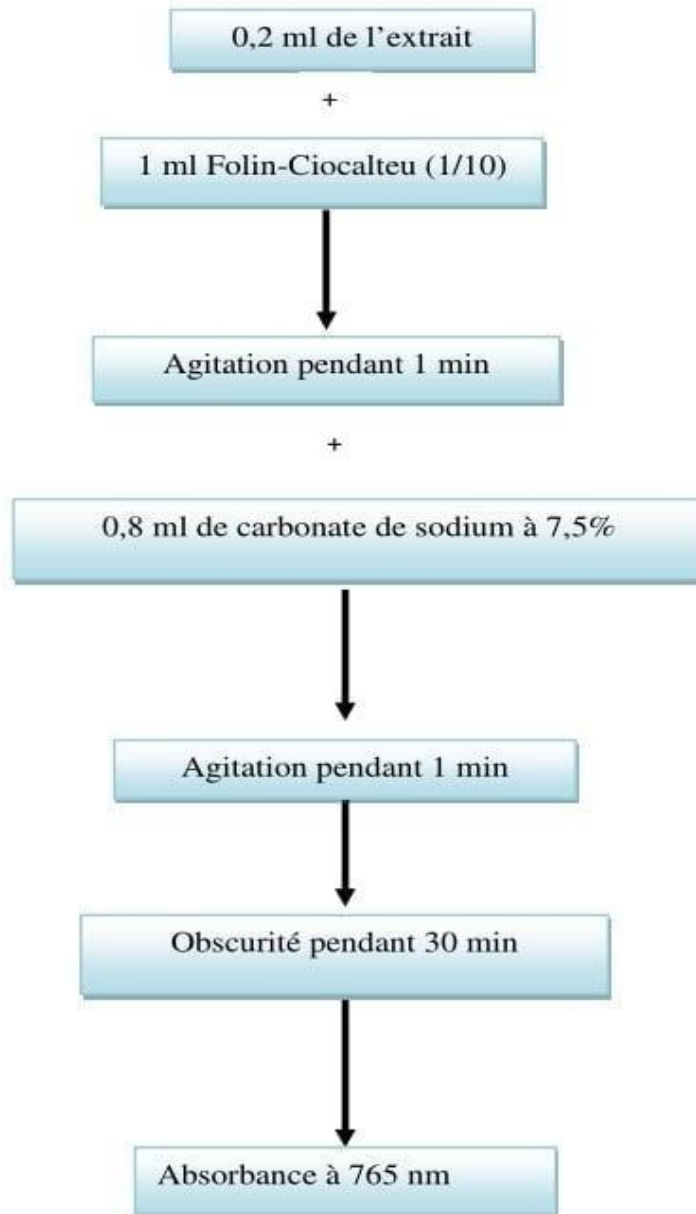 0,2 ml de l’extrait
+
1 ml Folin-Ciocalteu (1/10)
Agitation pendant 1 min
+
0,8 ml de carbonate de sodium à 7,5%
Agitation pendant 1 min
Obscurité pendant 30 min
Absorbance à 765 nm